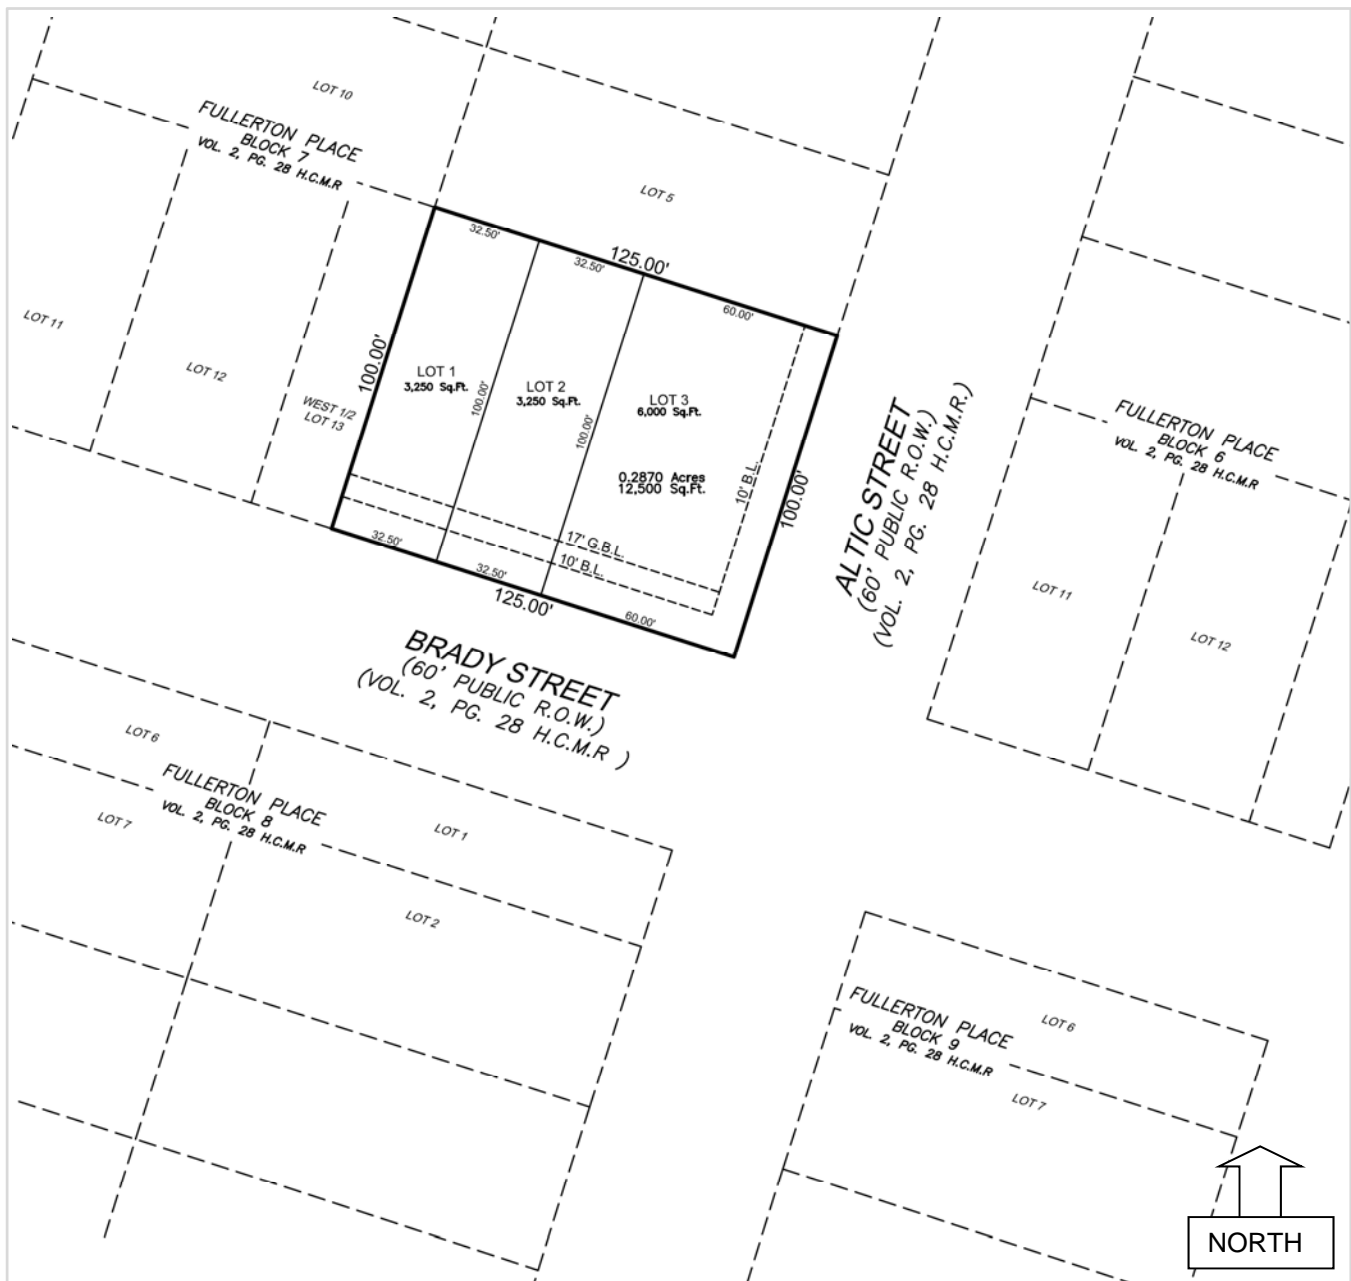 LOT 10
FULLERTON PLACE
BLOCK 7
VOL. 2, PG. 28 H.C.M.R
LOT 5
32.50'
32.50'
125.00'
60.00'
LOT 11
LOT 12
WEST 1/2
LOT 13
100.00'
LOT 1
3,250 Sq.Ft.
100.00'
LOT 2
3,250 Sq.Ft.
100.00'
LOT 3
6,000 Sq.Ft.
0.2870 Acres
12,500 Sq.Ft.
10' B.L.
100.00'
17' G.B.L.
10' B.L.
32.50'
32.50'
125.00'
60.00'
ALTIC STREET
(60' PUBLIC R.O.W.)
(VOL. 2, PG. 28 H.C.M.R.)
FULLERTON PLACE
BLOCK 6
VOL. 2, PG. 28 H.C.M.R
LOT 11
LOT 12
BRADY STREET
(60' PUBLIC R.O.W.)
(VOL. 2, PG. 28 H.C.M.R )
LOT 6
FULLERTON PLACE
BLOCK 8
VOL. 2, PG. 28 H.C.M.R
LOT 7
LOT 1
LOT 2
FULLERTON PLACE
BLOCK 9
VOL. 2, PG. 28 H.C.M.R
LOT 6
LOT 7
NORTH